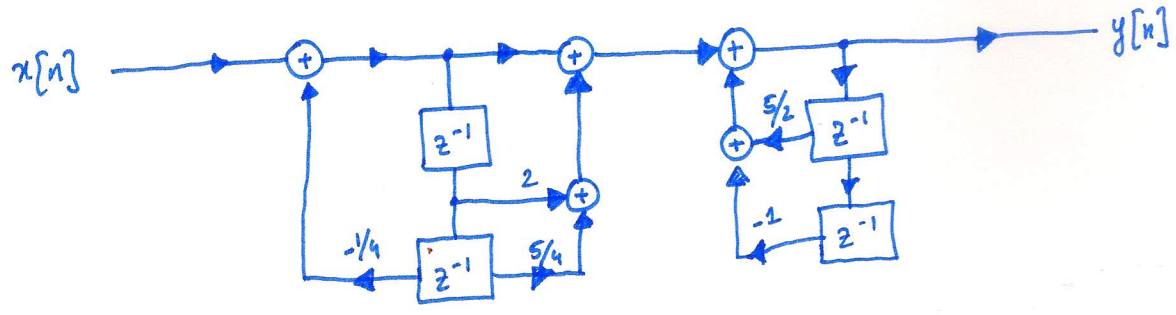 x[n]
+
+
+
y[n]
z⁻¹
5/2
z⁻¹
+
2
+
-1/4
z⁻¹
5/4
-1
z⁻¹